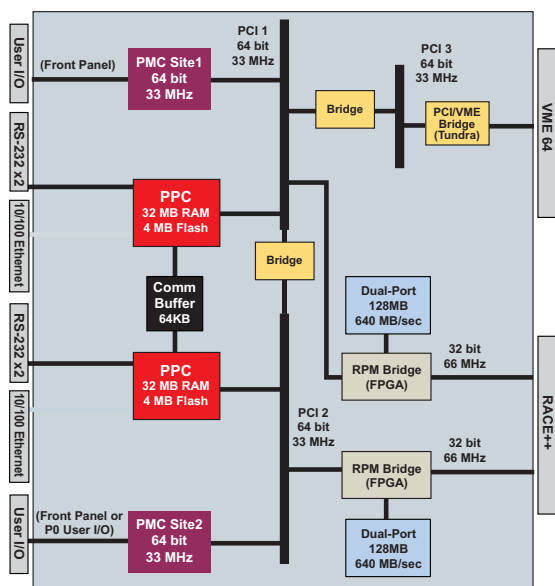 User I/O
(Front Panel)
PMC Site1
64 bit
33 MHz
PCI 1
64 bit
33 MHz
PCI 3
64 bit
33 MHz
Bridge
PCI/VME
Bridge
(Tundra)
VME 64
RS-232 x2
PPC
32 MB RAM
4 MB Flash
10/100 Ethernet
Bridge
Comm
Buffer
64KB
Dual-Port
128MB
640 MB/sec
RS-232 x2
PPC
32 MB RAM
4 MB Flash
RPM Bridge
(FPGA)
32 bit
66 MHz
RACE++
10/100 Ethernet
PCI 2
64 bit
33 MHz
RPM Bridge
(FPGA)
32 bit
66 MHz
User I/O
(Front Panel or
P0 User I/O)
PMC Site2
64 bit
33 MHz
Dual-Port
128MB
640 MB/sec